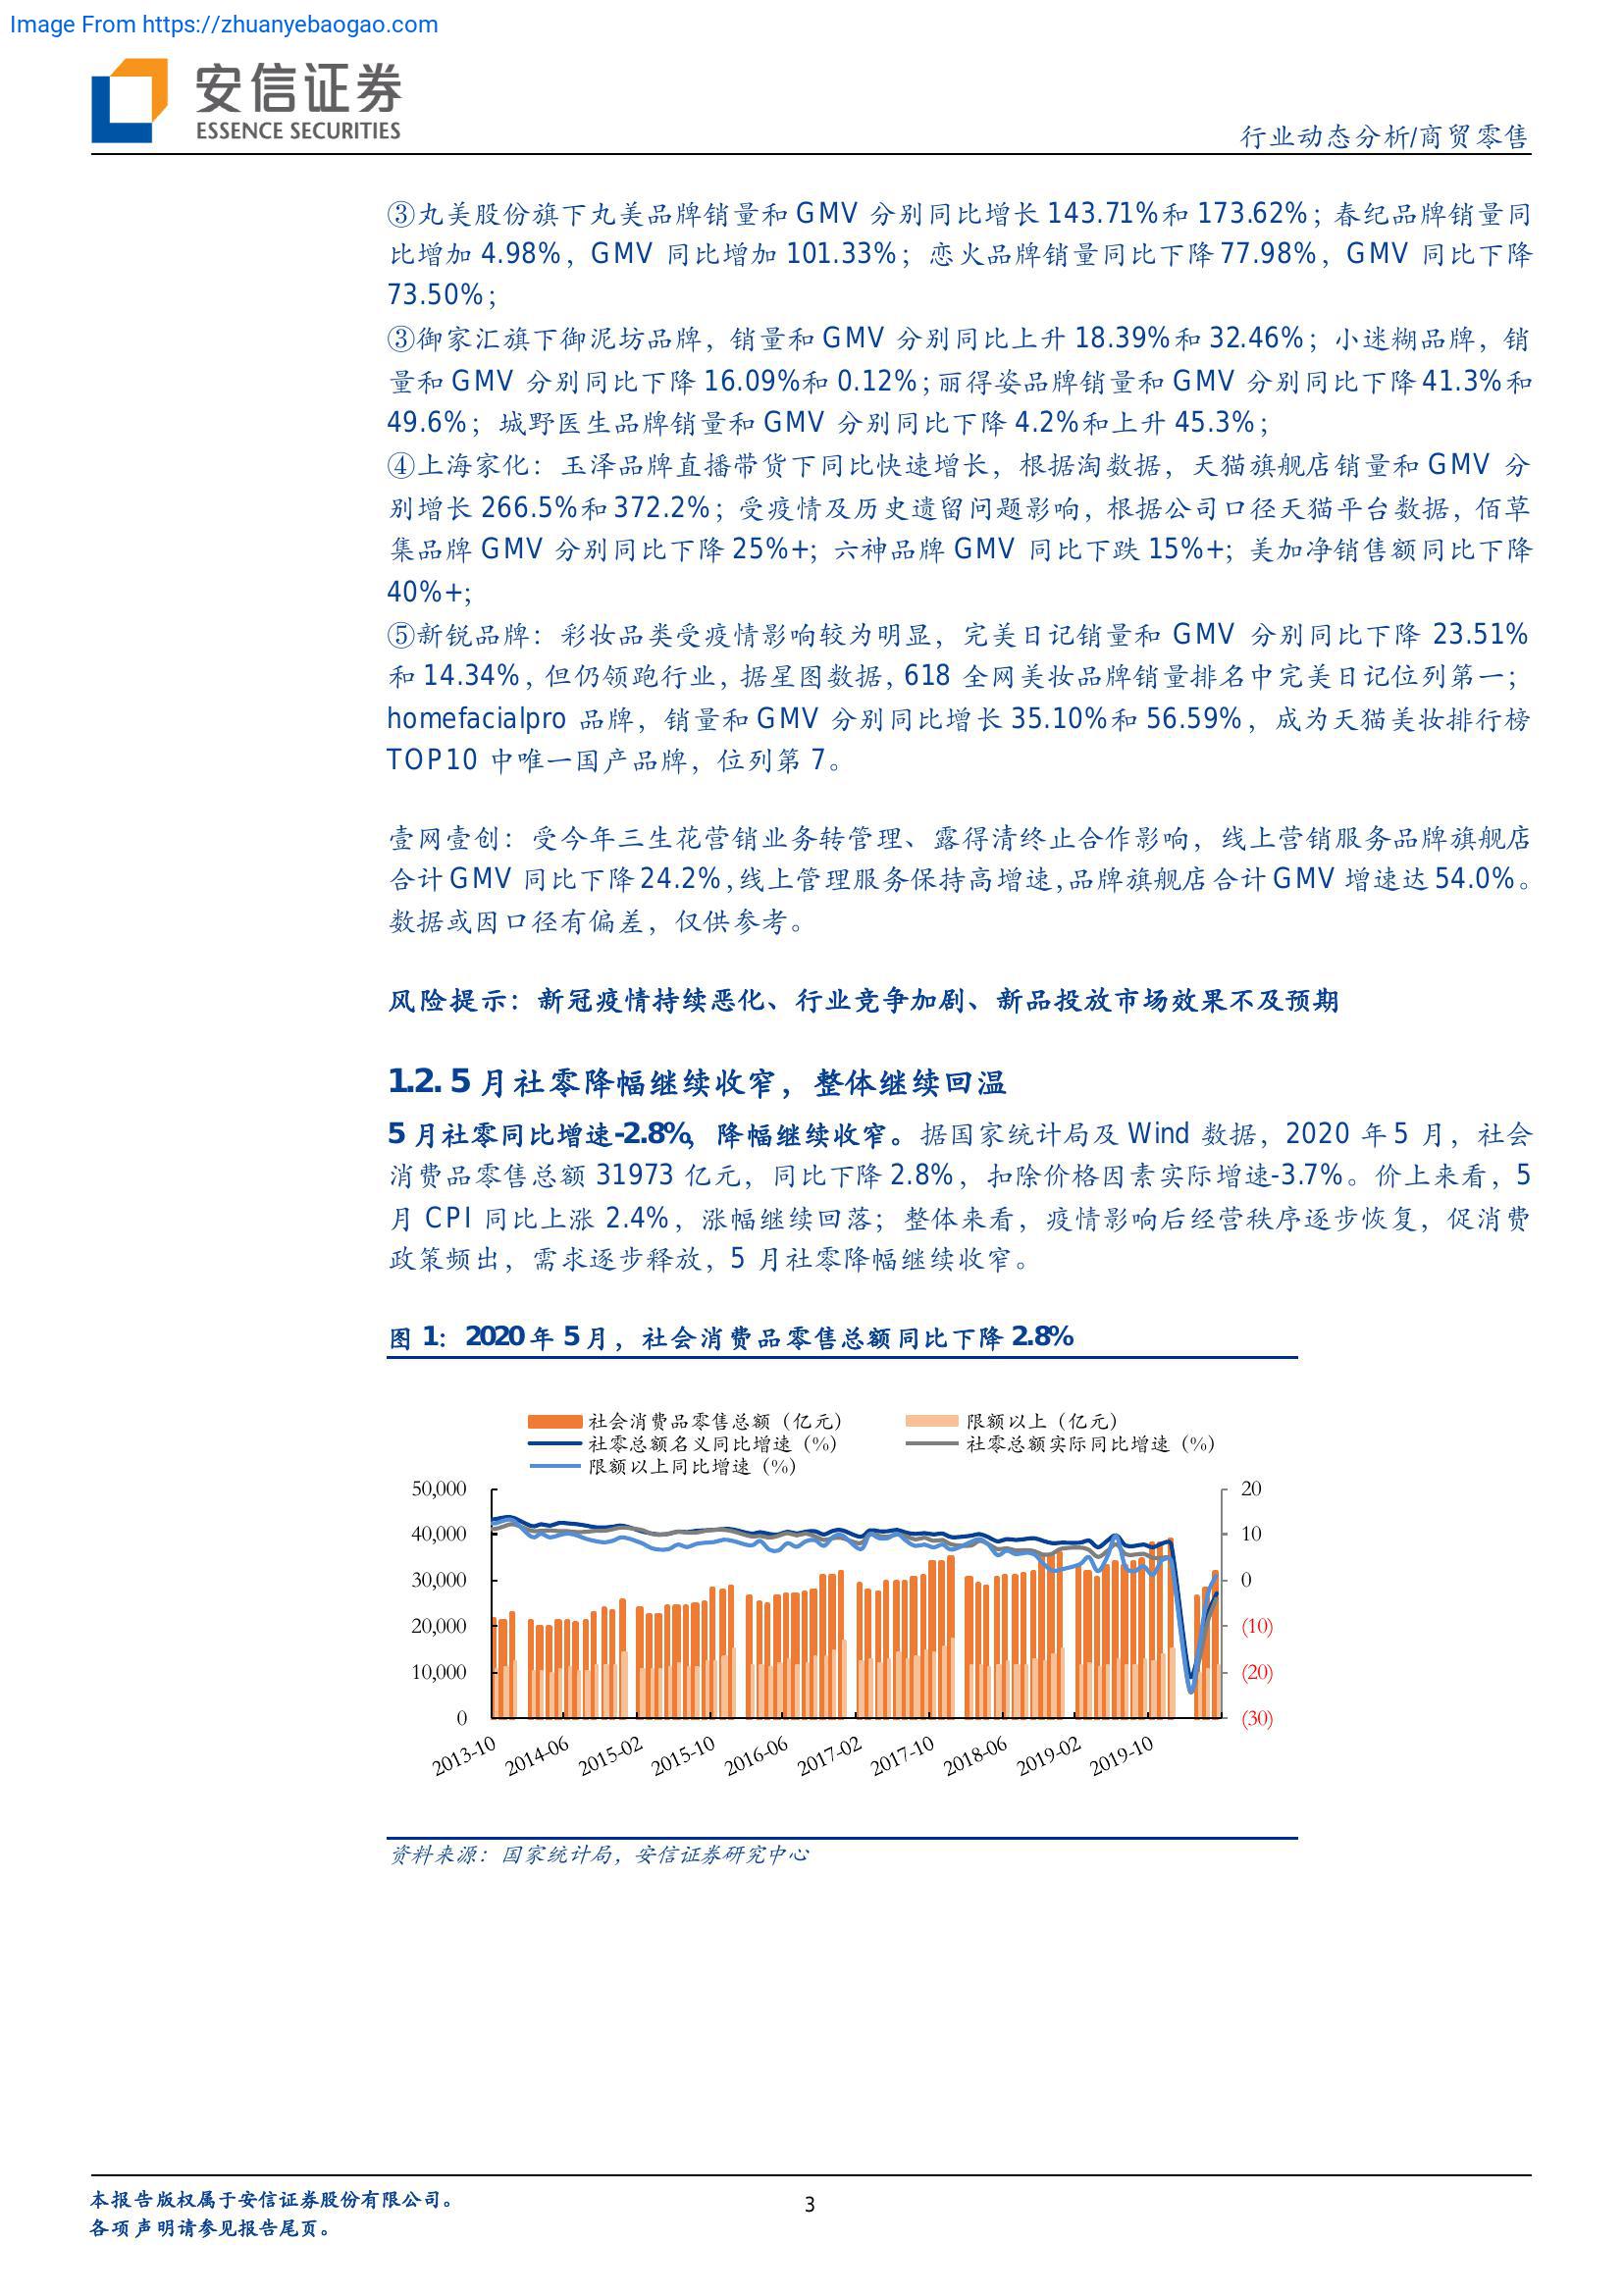 Image From https://zhuanyebaogao.com
安信证券
ESSENCE SECURITIES
行业动态分析/商贸零售
③丸美股份旗下丸美品牌销量和 GMV 分别同比增长 143.71%和 173.62%；春纪品牌销量同
比增加 4.98%，GMV 同比增加 101.33%；恋火品牌销量同比下降 77.98%，GMV 同比下降
73.50%；
③御家汇旗下御泥坊品牌，销量和 GMV 分别同比上升 18.39%和 32.46%；小迷糊品牌，销
量和 GMV 分别同比下降 16.09%和 0.12%；丽得姿品牌销量和 GMV 分别同比下降 41.3%和
49.6%；城野医生品牌销量和 GMV 分别同比下降 4.2%和上升 45.3%；
④上海家化：玉泽品牌直播带货下同比快速增长，根据淘数据，天猫旗舰店销量和 GMV 分
别增长 266.5%和 372.2%；受疫情及历史遗留问题影响，根据公司口径天猫平台数据，佰草
集品牌 GMV 分别同比下降 25%+；六神品牌 GMV 同比下跌 15%+；美加净销售额同比下降
40%+；
⑤新锐品牌：彩妆品类受疫情影响较为明显，完美日记销量和 GMV 分别同比下降 23.51%
和 14.34%，但仍领跑行业，据星图数据，618 全网美妆品牌销量排名中完美日记位列第一；
homefacialpro 品牌，销量和 GMV 分别同比增长 35.10%和 56.59%，成为天猫美妆排行榜
TOP10 中唯一国产品牌，位列第 7。
壹网壹创：受今年三生花营销业务转管理、露得清终止合作影响，线上营销服务品牌旗舰店
合计 GMV 同比下降 24.2%，线上管理服务保持高增速，品牌旗舰店合计 GMV 增速达 54.0%。
数据或因口径有偏差，仅供参考。
风险提示：新冠疫情持续恶化、行业竞争加剧、新品投放市场效果不及预期
1.2. 5 月社零降幅继续收窄，整体继续回温
5 月社零同比增速-2.8%，降幅继续收窄。据国家统计局及 Wind 数据，2020 年 5 月，社会
消费品零售总额 31973 亿元，同比下降 2.8%，扣除价格因素实际增速-3.7%。价上来看，5
月 CPI 同比上涨 2.4%，涨幅继续回落；整体来看，疫情影响后经营秩序逐步恢复，促消费
政策频出，需求逐步释放，5 月社零降幅继续收窄。
图 1：2020 年 5 月，社会消费品零售总额同比下降 2.8%
社会消费品零售总额（亿元） 限额以上（亿元）
社零总额名义同比增速（%） 社零总额实际同比增速（%）
限额以上同比增速（%）
50,000 20
40,000 10
30,000 0
20,000 (10)
10,000 (20)
0 (30)
2013-10 2014-06 2015-02 2015-10 2016-06 2017-02 2017-10 2018-06 2019-02 2019-10
资料来源：国家统计局，安信证券研究中心
本报告版权属于安信证券股份有限公司。
3
各项声明请参见报告尾页。